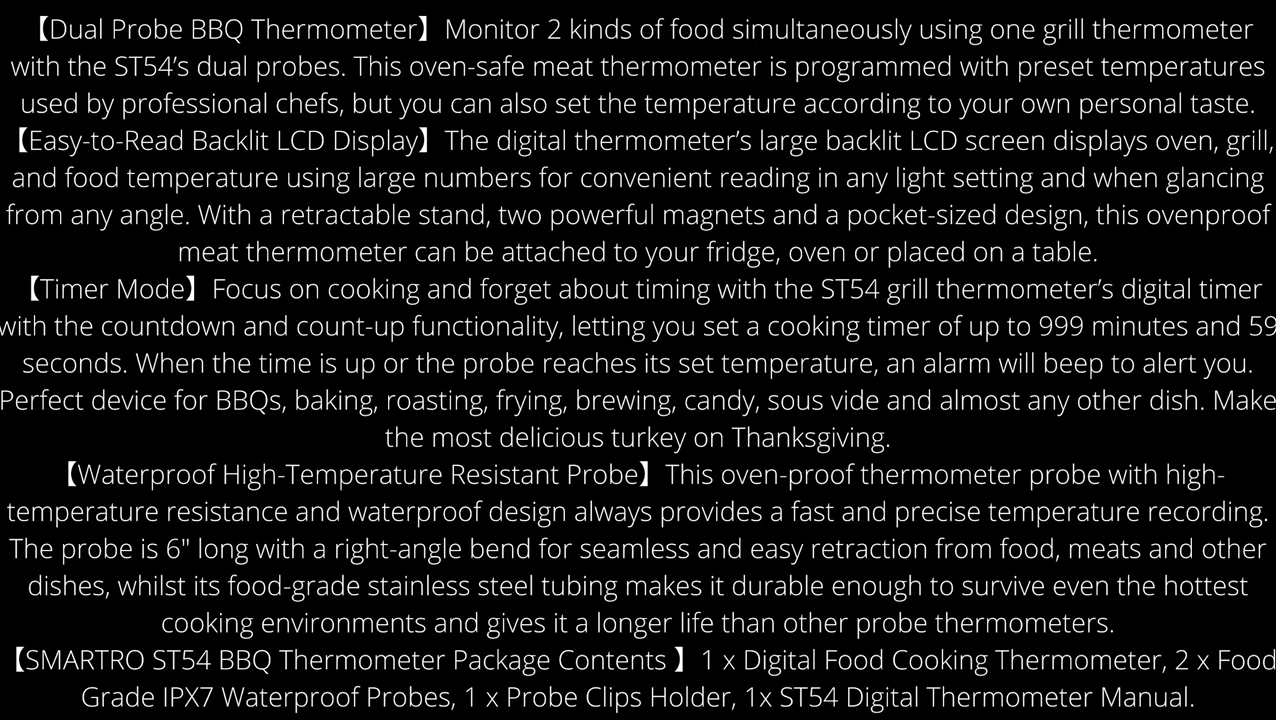 【Dual Probe BBQ Thermometer】Monitor 2 kinds of food simultaneously using one grill thermometer
with the ST54’s dual probes. This oven-safe meat thermometer is programmed with preset temperatures
used by professional chefs, but you can also set the temperature according to your own personal taste.
【Easy-to-Read Backlit LCD Display】The digital thermometer’s large backlit LCD screen displays oven, grill,
and food temperature using large numbers for convenient reading in any light setting and when glancing
from any angle. With a retractable stand, two powerful magnets and a pocket-sized design, this ovenproof
meat thermometer can be attached to your fridge, oven or placed on a table.
【Timer Mode】Focus on cooking and forget about timing with the ST54 grill thermometer’s digital timer
with the countdown and count-up functionality, letting you set a cooking timer of up to 999 minutes and 59
seconds. When the time is up or the probe reaches its set temperature, an alarm will beep to alert you.
Perfect device for BBQs, baking, roasting, frying, brewing, candy, sous vide and almost any other dish. Make
the most delicious turkey on Thanksgiving.
【Waterproof High-Temperature Resistant Probe】This oven-proof thermometer probe with high-
temperature resistance and waterproof design always provides a fast and precise temperature recording.
The probe is 6" long with a right-angle bend for seamless and easy retraction from food, meats and other
dishes, whilst its food-grade stainless steel tubing makes it durable enough to survive even the hottest
cooking environments and gives it a longer life than other probe thermometers.
【SMARTRO ST54 BBQ Thermometer Package Contents 】1 x Digital Food Cooking Thermometer, 2 x Food
Grade IPX7 Waterproof Probes, 1 x Probe Clips Holder, 1x ST54 Digital Thermometer Manual.